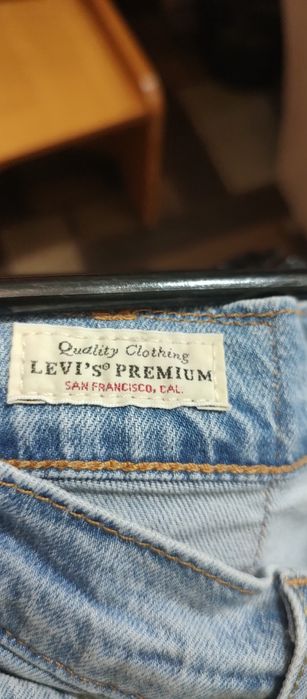 Quality Clothing
LEVI'S® PREMIUM
SAN FRANCISCO, CAL.